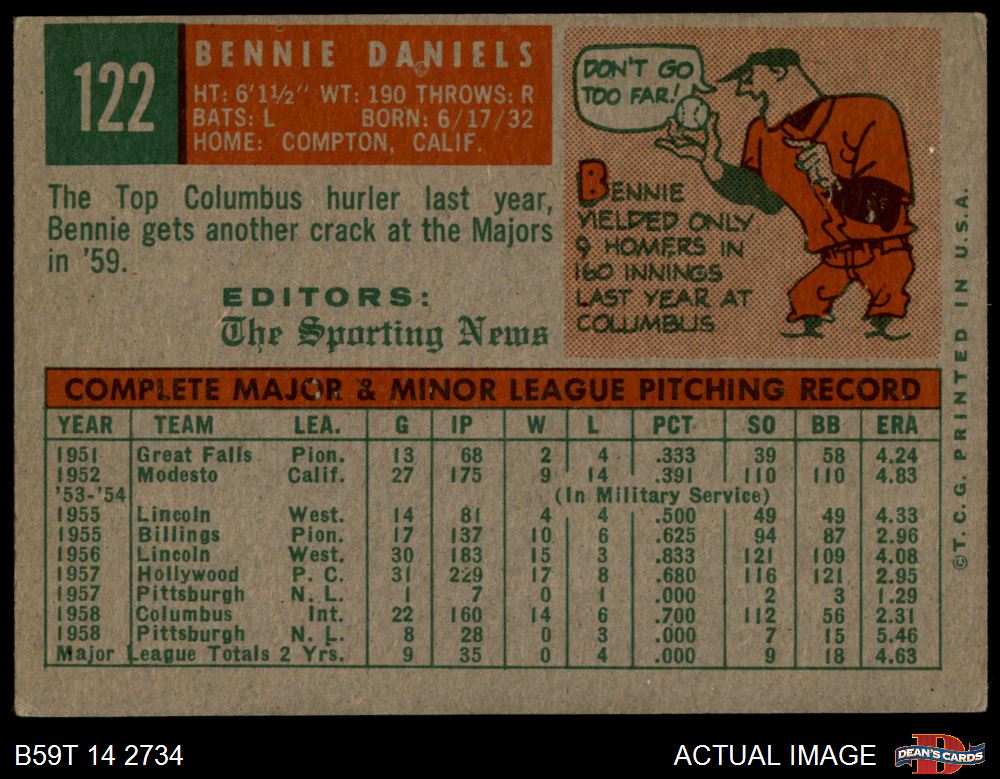 122
BENNIE DANIELS
HT: 6'1½" WT: 190 THROWS: R
BATS: L BORN: 6/17/32
HOME: COMPTON, CALIF.
The Top Columbus hurler last year,
Bennie gets another crack at the Majors
in '59.
EDITORS:
The Sporting News
DON'T GO
TOO FAR!
BENNIE
YIELDED ONLY
9 HOMERS IN
160 INNINGS
LAST YEAR AT
COLUMBUS
COMPLETE MAJOR & MINOR LEAGUE PITCHING RECORD
YEAR TEAM LEA. G IP W L PCT SO BB ERA
1951 Great Falls Pion. 13 68 2 4 .333 39 58 4.24
1952 Modesto Calif. 27 175 9 14 .391 110 110 4.83
'53-'54 (In Military Service)
1955 Lincoln West. 14 81 4 4 .500 49 49 4.33
1955 Billings Pion. 17 137 10 6 .625 94 87 2.96
1956 Lincoln West. 30 183 15 3 .833 121 109 4.08
1957 Hollywood P. C. 31 229 17 8 .680 116 121 2.95
1957 Pittsburgh N. L. 1 7 0 1 .000 2 3 1.29
1958 Columbus Int. 22 160 14 6 .700 112 56 2.31
1958 Pittsburgh N. L. 8 28 0 3 .000 7 15 5.46
Major League Totals 2 Yrs. 9 35 0 4 .000 9 18 4.63
©T. C. G. PRINTED IN U.S.A.
B59T 14 2734
ACTUAL IMAGE
DEAN'S CARDS